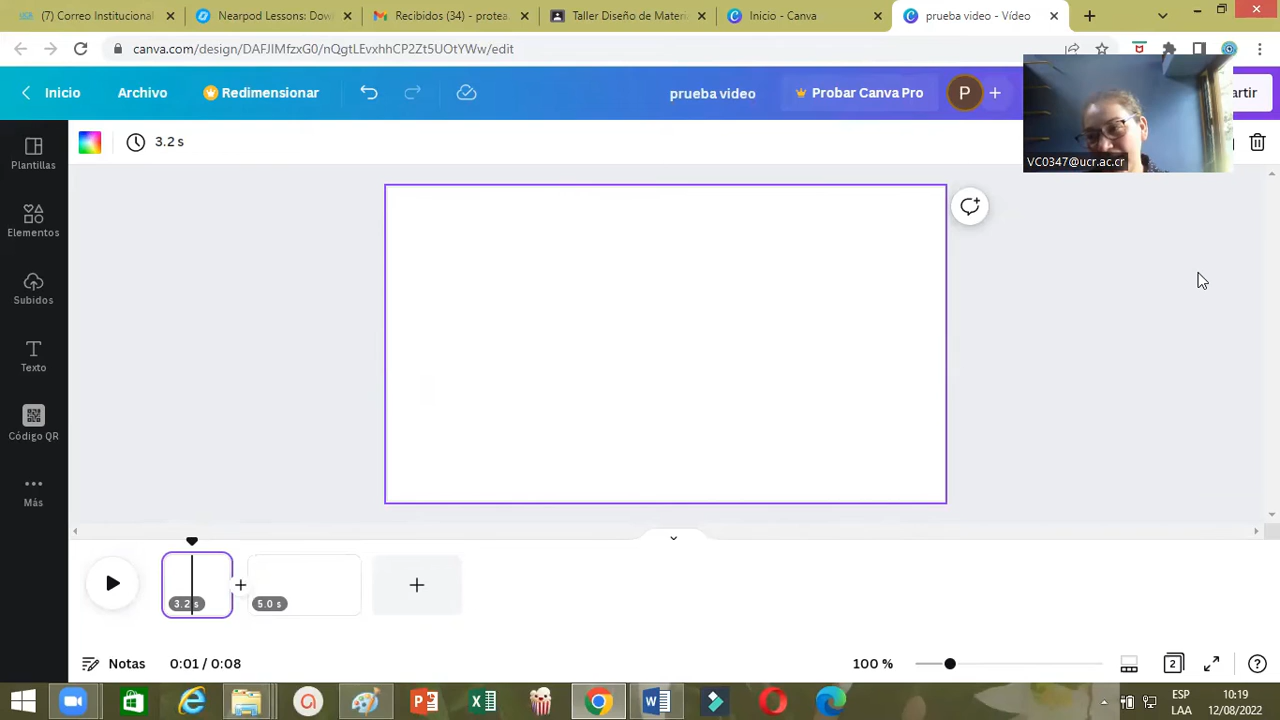 (7) Correo Institucional
Nearpod Lessons: Dow
Recibidos (34) - protea
Taller Diseño de Materi
Inicio - Canva
prueba video - Vídeo
canva.com/design/DAFJIMfzxG0/nQgtLEvxhhCP2Zt5UOtYWw/edit
Inicio
Archivo
Redimensionar
prueba video
Probar Canva Pro
P
rtir
3.2 s
VC0347@ucr.ac.cr
Plantillas
Elementos
Subidos
Texto
Código QR
Más
3.2 s
5.0 s
Notas
0:01 / 0:08
100 %
2
ESP
10:19
LAA
12/08/2022